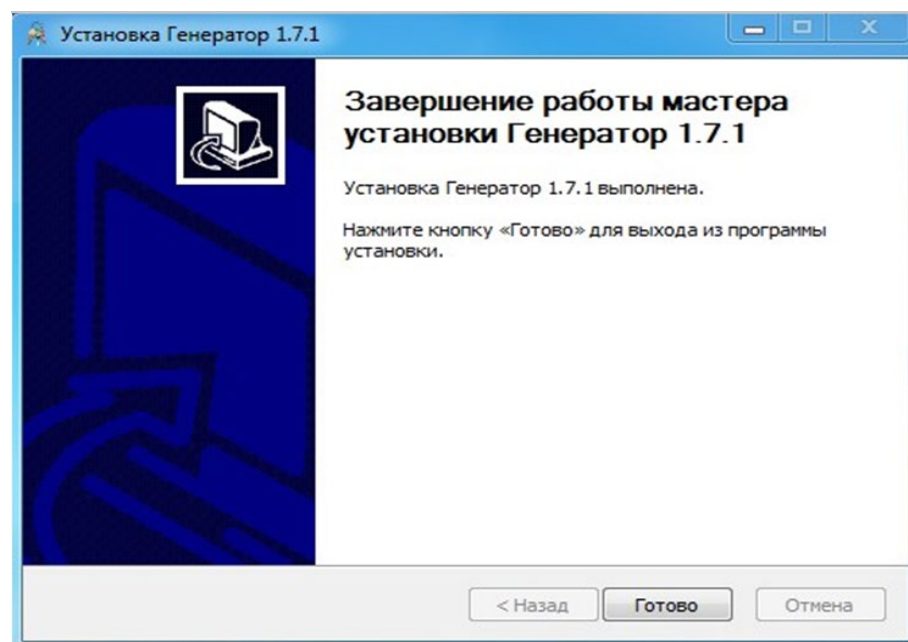 Установка Генератор 1.7.1
Завершение работы мастера
установки Генератор 1.7.1
Установка Генератор 1.7.1 выполнена.
Нажмите кнопку «Готово» для выхода из программы
установки.
< Назад Готово Отмена